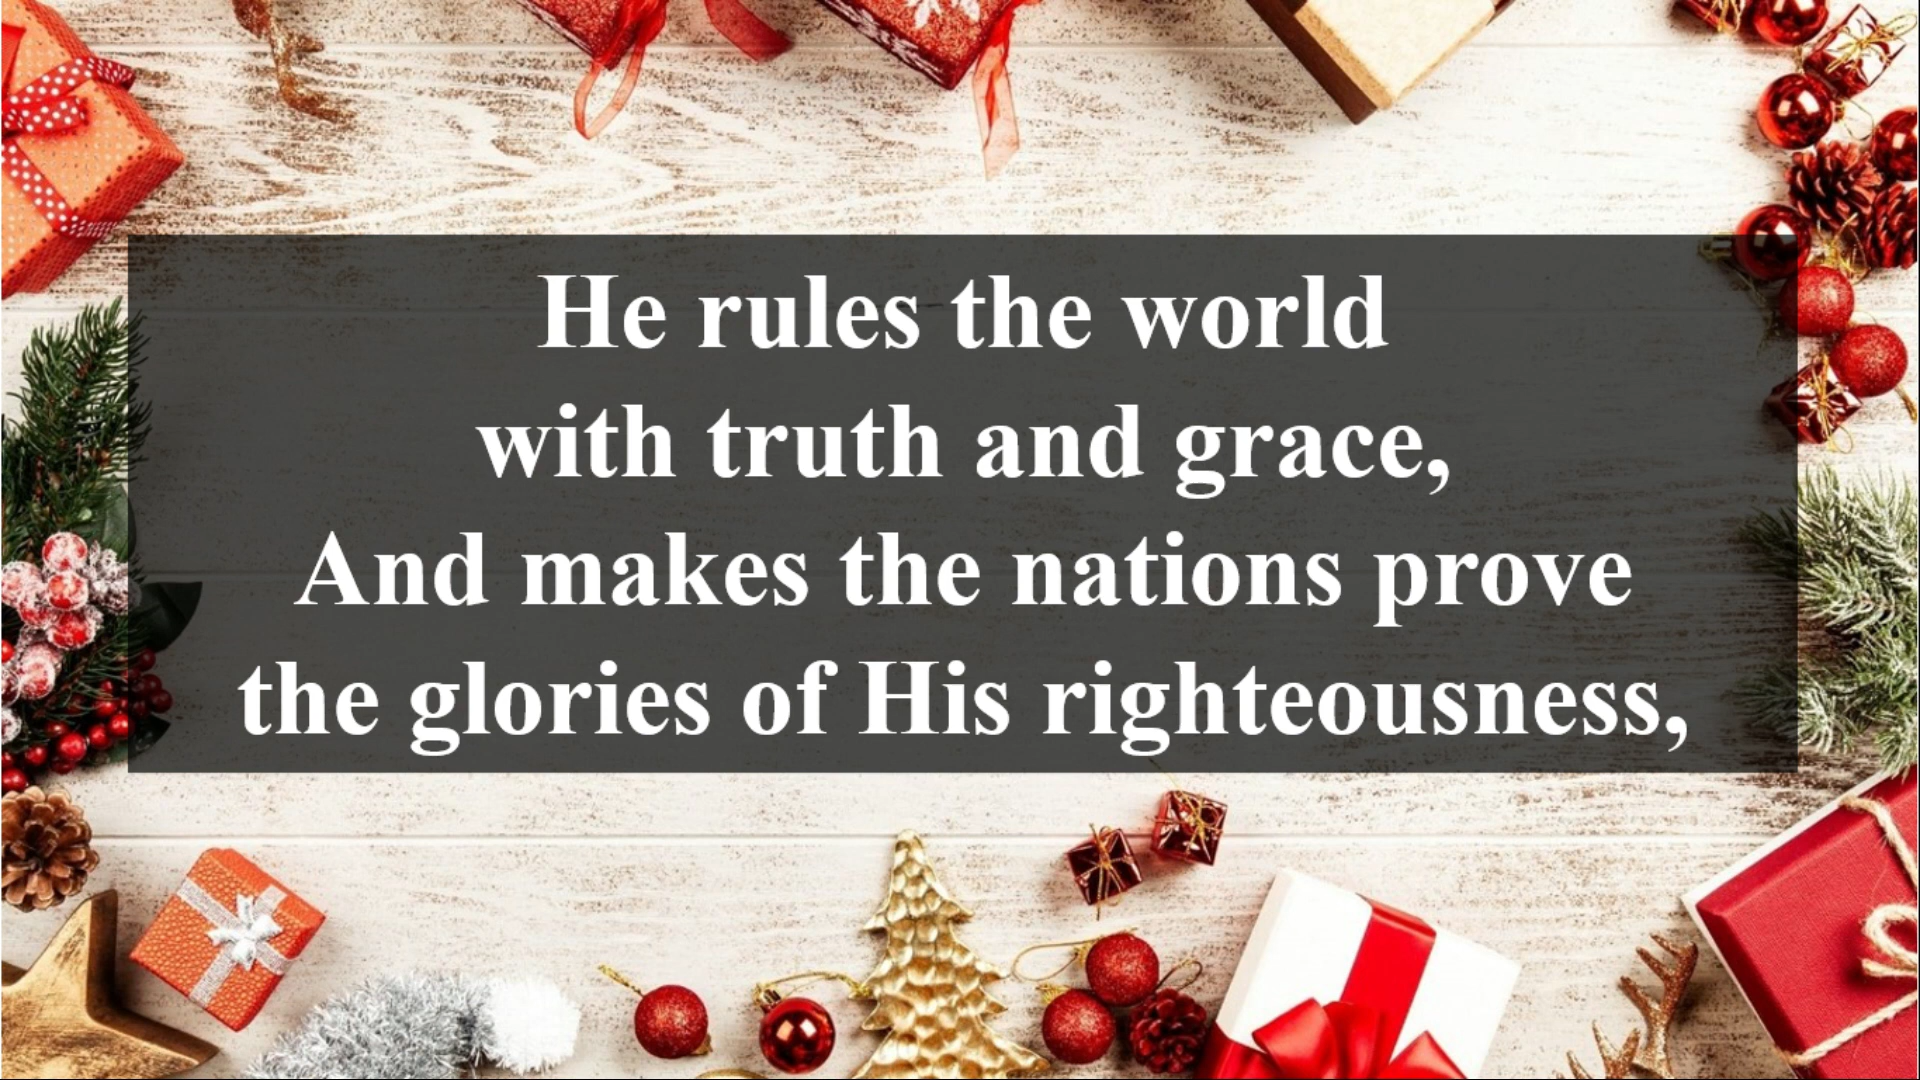 He rules the world
with truth and grace,
And makes the nations prove
the glories of His righteousness,